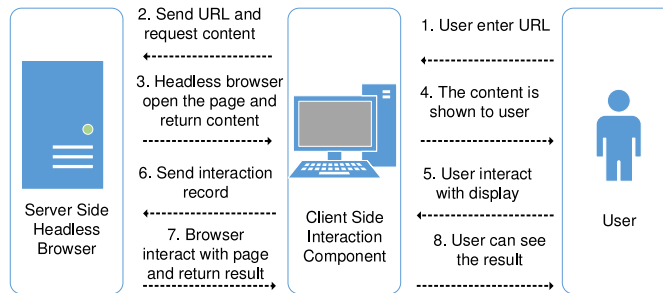 2. Send URL and
request content
1. User enter URL
3. Headless browser
open the page and
return content
4. The content is
shown to user
6. Send interaction
record
5. User interact
with display
Server Side
Headless
Browser
7. Browser
interact with page
and return result
Client Side
Interaction
Component
8. User can see
the result
User